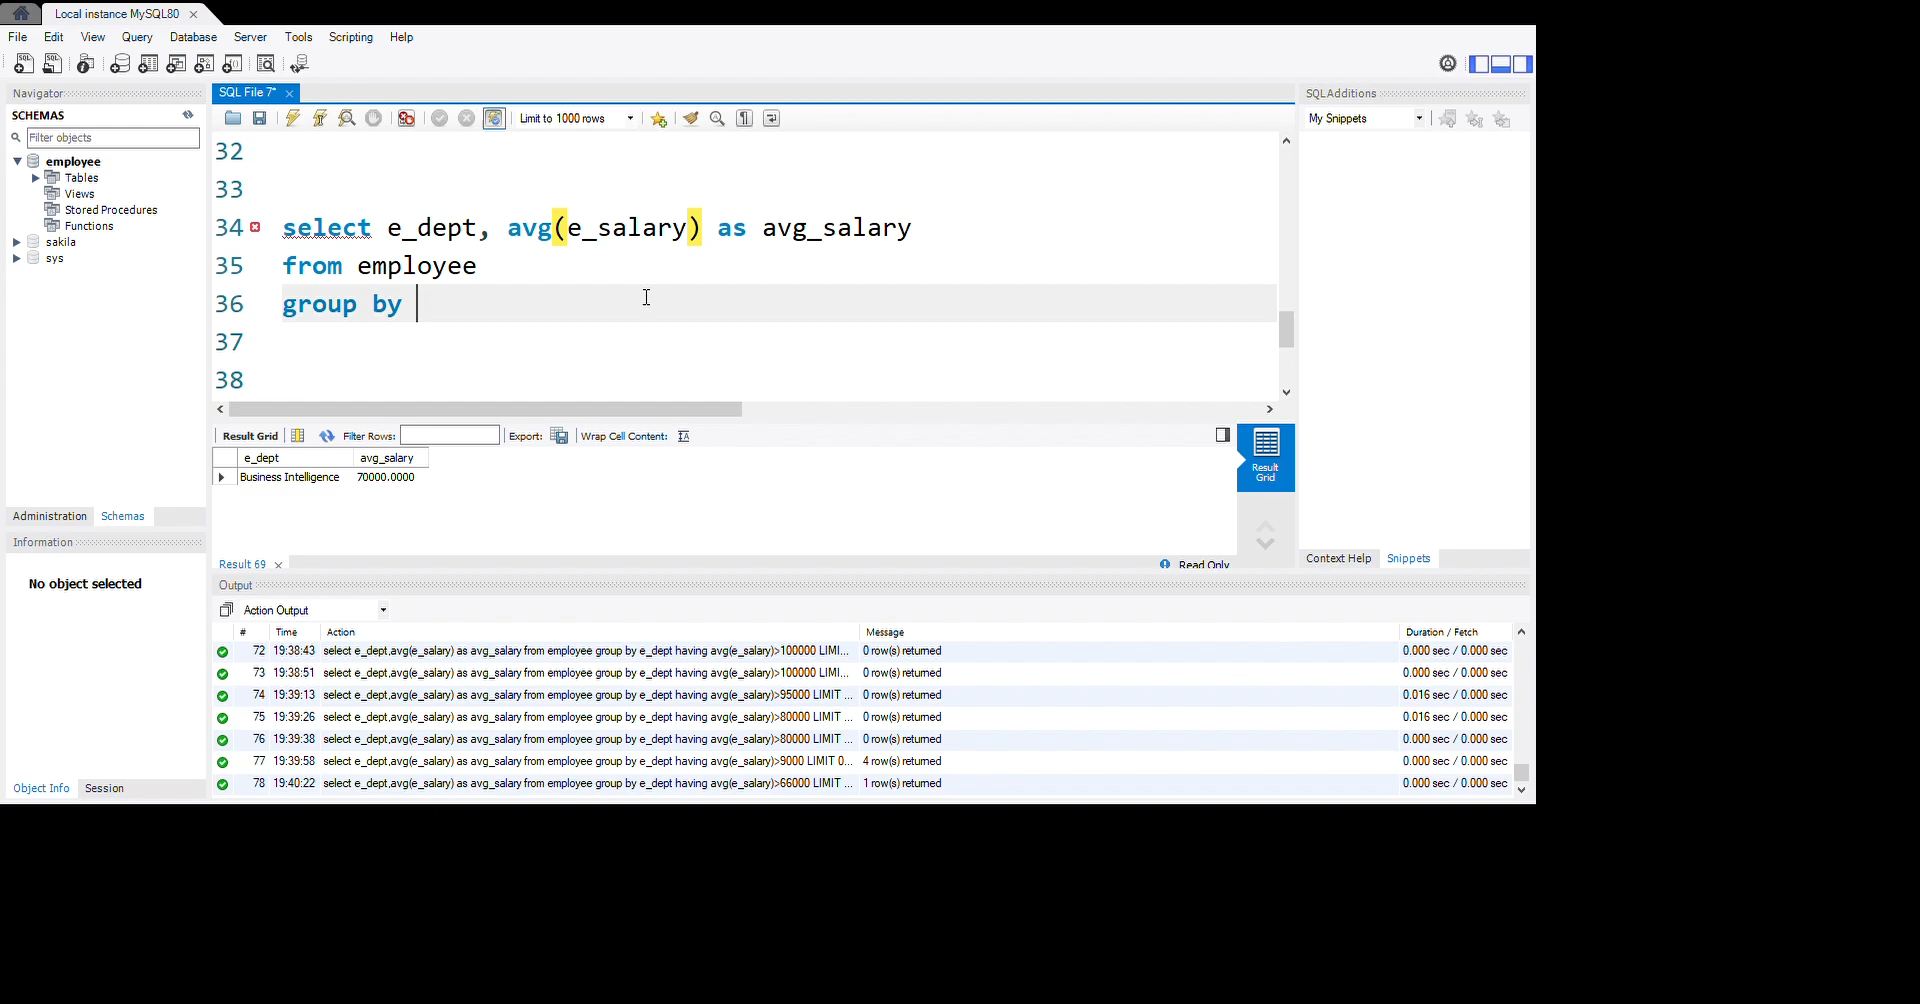 Local instance MySQL80
File Edit View Query Database Server Tools Scripting Help
Navigator
SCHEMAS
Filter objects
employee
Tables
Views
Stored Procedures
Functions
sakila
sys
Administration Schemas
Information
No object selected
Object Info Session
SQL File 7*
Limit to 1000 rows
32
33
34 select e_dept, avg(e_salary) as avg_salary
35 from employee
36 group by
37
38
Result Grid Filter Rows: Export: Wrap Cell Content:
e_dept avg_salary
Business Intelligence 70000.0000
Result Grid
Result 69 Read Only
SQLAdditions
My Snippets
Context Help Snippets
Output
Action Output
# Time Action Message Duration / Fetch
72 19:38:43 select e_dept,avg(e_salary) as avg_salary from employee group by e_dept having avg(e_salary)>100000 LIMI... 0 row(s) returned 0.000 sec / 0.000 sec
73 19:38:51 select e_dept,avg(e_salary) as avg_salary from employee group by e_dept having avg(e_salary)>100000 LIMI... 0 row(s) returned 0.000 sec / 0.000 sec
74 19:39:13 select e_dept,avg(e_salary) as avg_salary from employee group by e_dept having avg(e_salary)>95000 LIMIT ... 0 row(s) returned 0.016 sec / 0.000 sec
75 19:39:26 select e_dept,avg(e_salary) as avg_salary from employee group by e_dept having avg(e_salary)>80000 LIMIT ... 0 row(s) returned 0.016 sec / 0.000 sec
76 19:39:38 select e_dept,avg(e_salary) as avg_salary from employee group by e_dept having avg(e_salary)>80000 LIMIT ... 0 row(s) returned 0.000 sec / 0.000 sec
77 19:39:58 select e_dept,avg(e_salary) as avg_salary from employee group by e_dept having avg(e_salary)>9000 LIMIT 0... 4 row(s) returned 0.000 sec / 0.000 sec
78 19:40:22 select e_dept,avg(e_salary) as avg_salary from employee group by e_dept having avg(e_salary)>66000 LIMIT ... 1 row(s) returned 0.000 sec / 0.000 sec